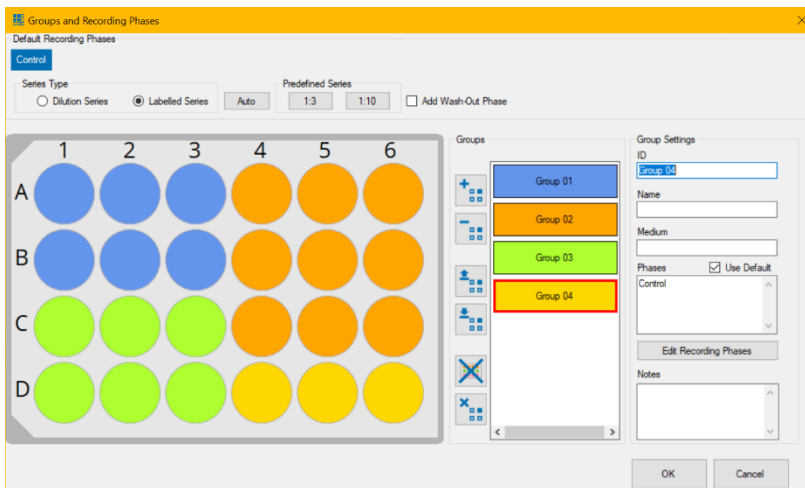 Groups and Recording Phases
Default Recording Phases
Control
Series Type
Dilution Series
Labelled Series
Auto
Predefined Series
1:3
1:10
Add Wash-Out Phase
1 2 3 4 5 6
A
B
C
D
Groups
Group 01
Group 02
Group 03
Group 04
Group Settings
ID
Group 04
Name
Medium
Phases
Use Default
Control
Edit Recording Phases
Notes
OK
Cancel